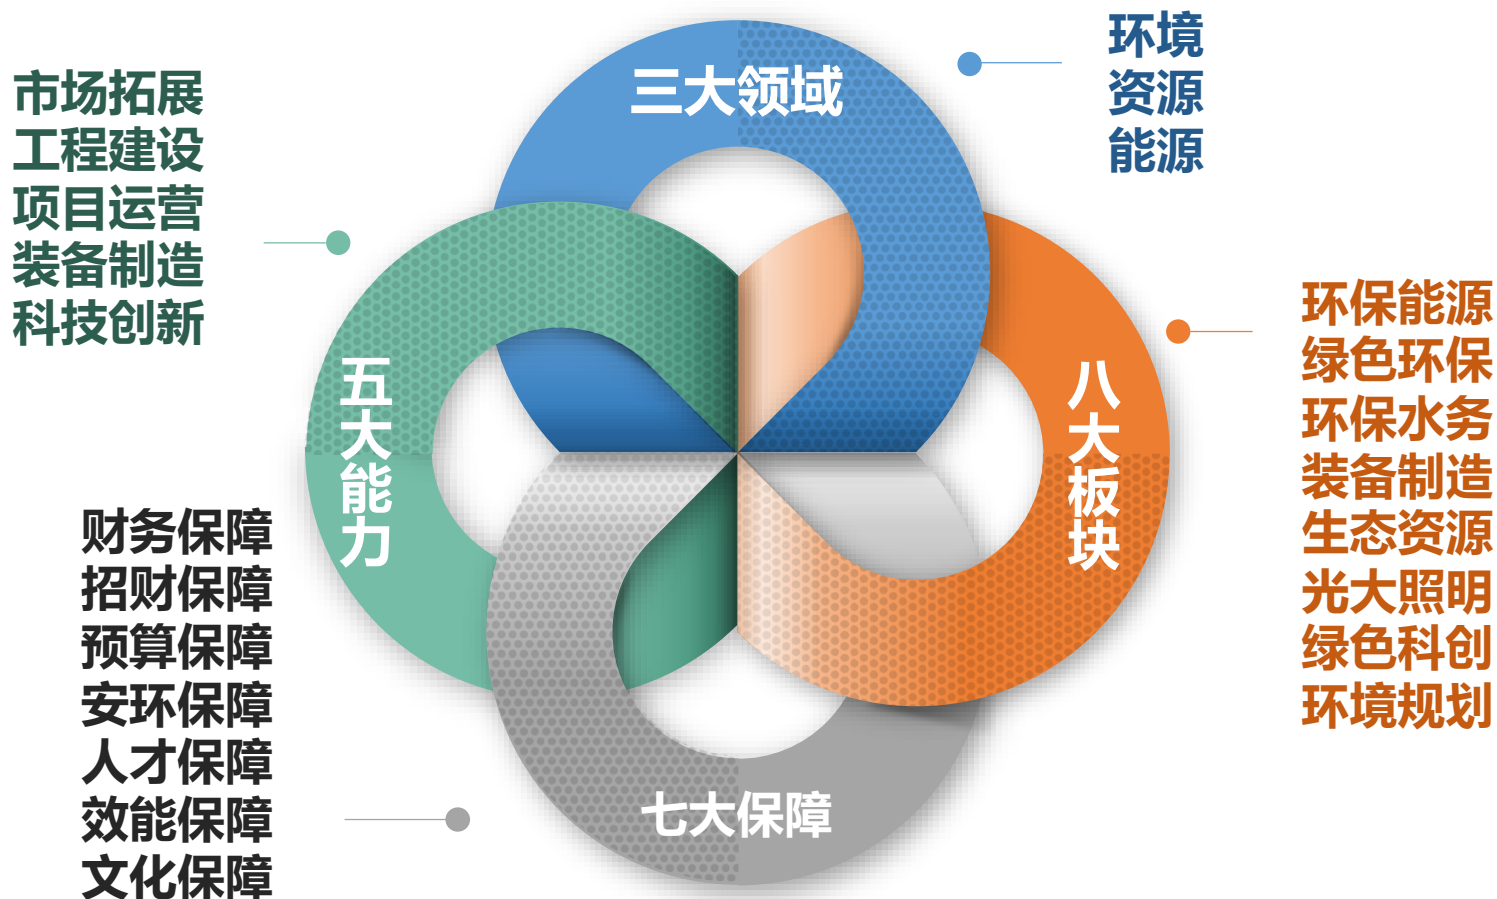 三大领域
环境
资源
能源
市场拓展
工程建设
项目运营
装备制造
科技创新
五大能力
八大板块
环保能源
绿色环保
环保水务
装备制造
生态资源
光大照明
绿色科创
环境规划
财务保障
招财保障
预算保障
安环保障
人才保障
效能保障
文化保障
七大保障